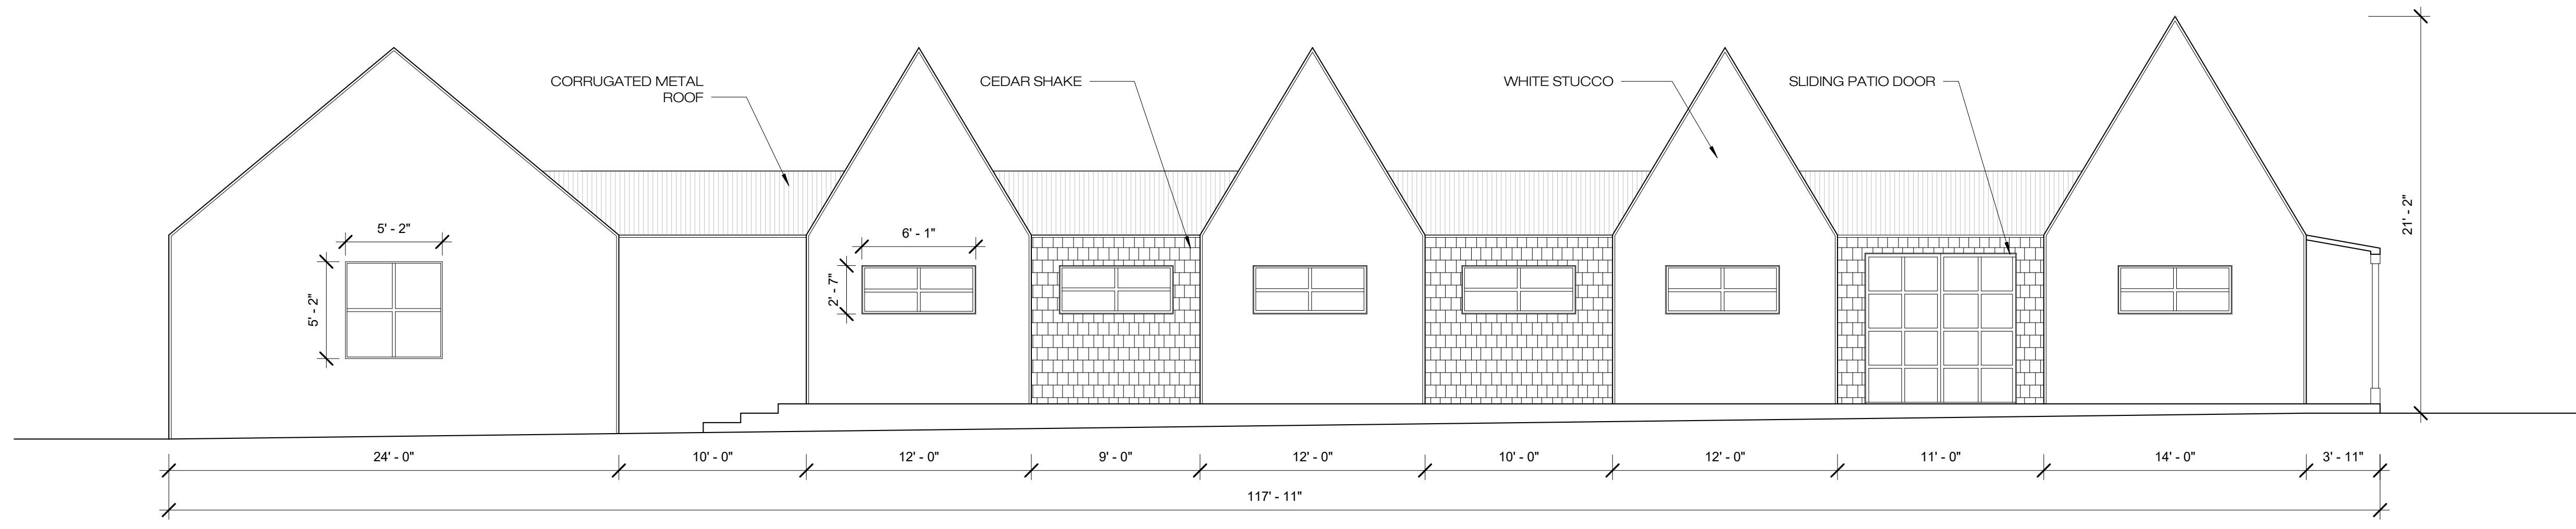 CORRUGATED METAL
ROOF
CEDAR SHAKE
WHITE STUCCO
SLIDING PATIO DOOR
21' - 2"
5' - 2"
5' - 2"
6' - 1"
2' - 7"
24' - 0"
10' - 0"
12' - 0"
9' - 0"
12' - 0"
10' - 0"
12' - 0"
11' - 0"
14' - 0"
3' - 11"
117' - 11"